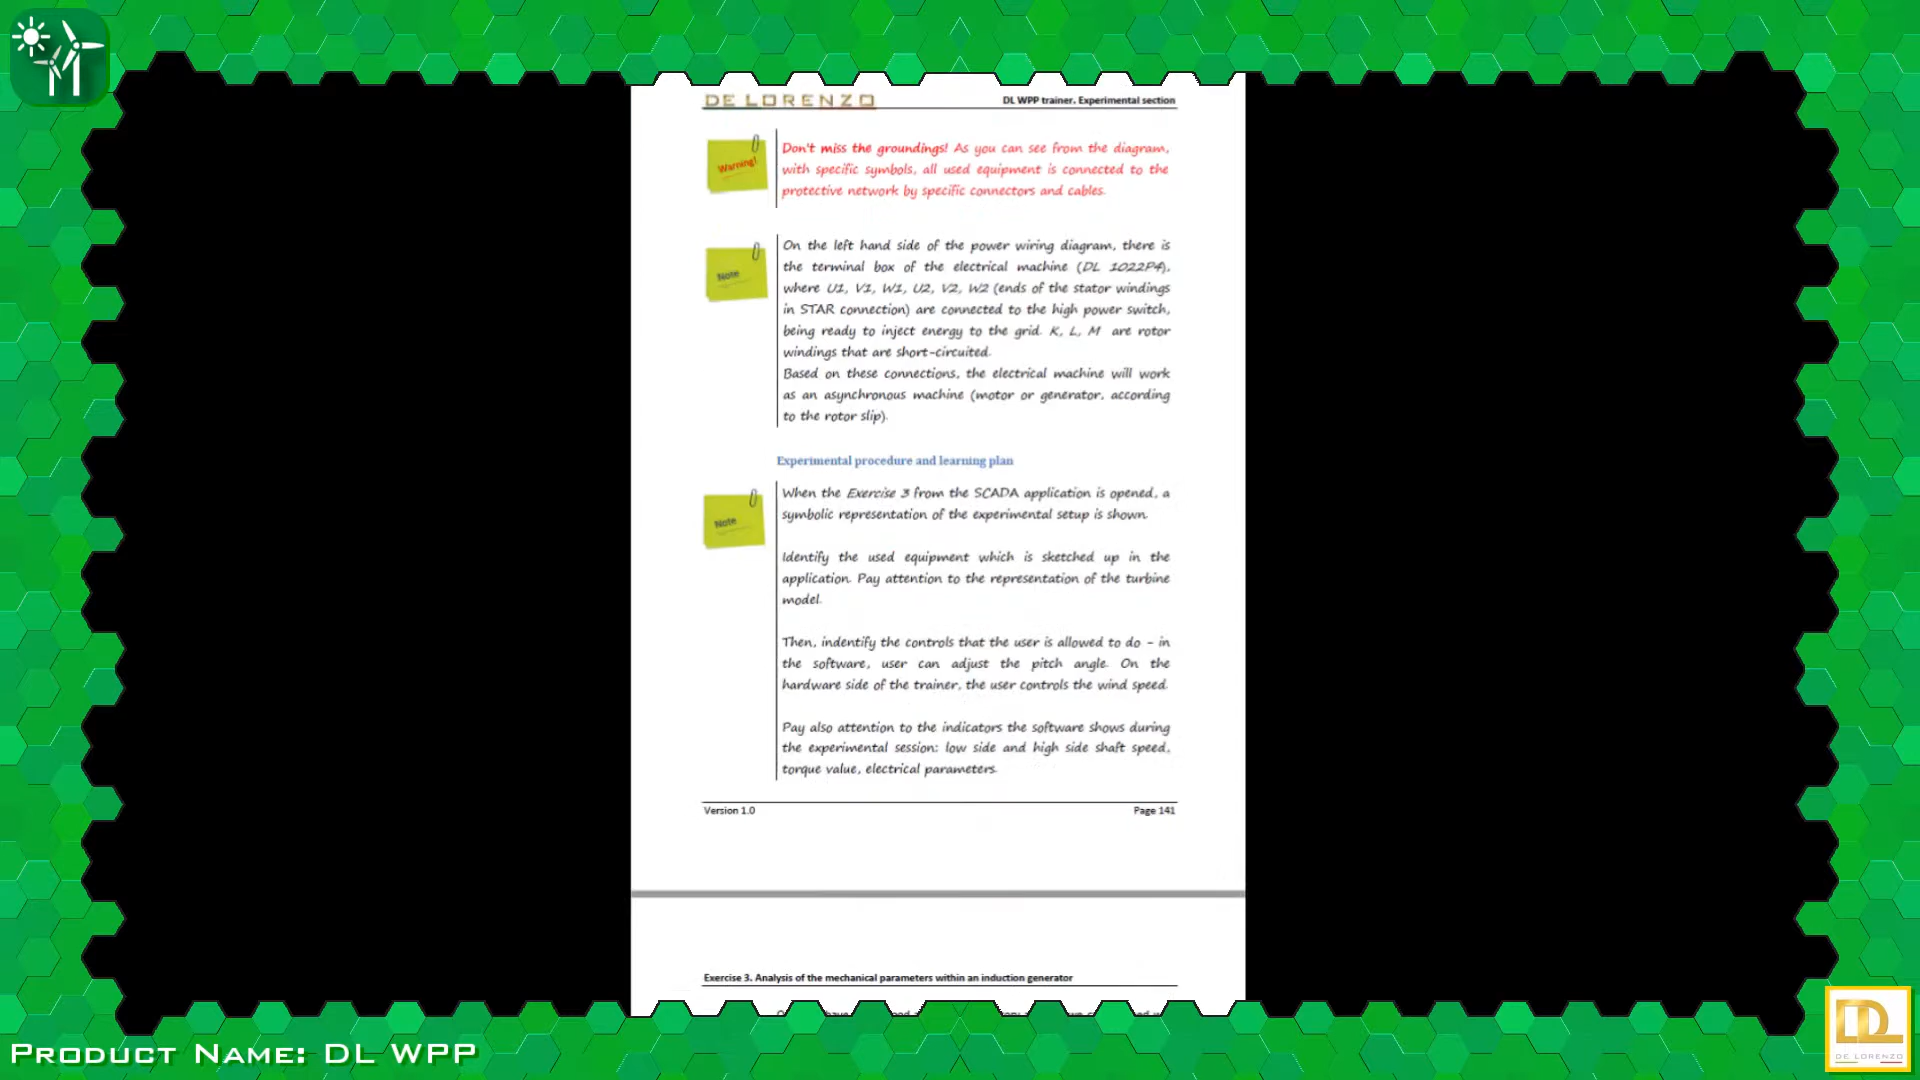 DE LORENZO
DL WPP trainer. Experimental section
Warning!
Don't miss the groundings! As you can see from the diagram,
with specific symbols, all used equipment is connected to the
protective network by specific connectors and cables.
Note
On the left hand side of the power wiring diagram, there is
the terminal box of the electrical machine (DL 1022P4),
where U1, V1, W1, U2, V2, W2 (ends of the stator windings
in STAR connection) are connected to the high power switch,
being ready to inject energy to the grid. K, L, M are rotor
windings that are short-circuited.
Based on these connections, the electrical machine will work
as an asynchronous machine (motor or generator, according
to the rotor slip).
Experimental procedure and learning plan
Note
When the Exercise 3 from the SCADA application is opened, a
symbolic representation of the experimental setup is shown.
Identify the used equipment which is sketched up in the
application. Pay attention to the representation of the turbine
model.
Then, indentify the controls that the user is allowed to do - in
the software, user can adjust the pitch angle. On the
hardware side of the trainer, the user controls the wind speed.
Pay also attention to the indicators the software shows during
the experimental session: low side and high side shaft speed,
torque value, electrical parameters.
Version 1.0
Page 141
Exercise 3. Analysis of the mechanical parameters within an induction generator
Product Name: DL WPP
DL
DE LORENZO